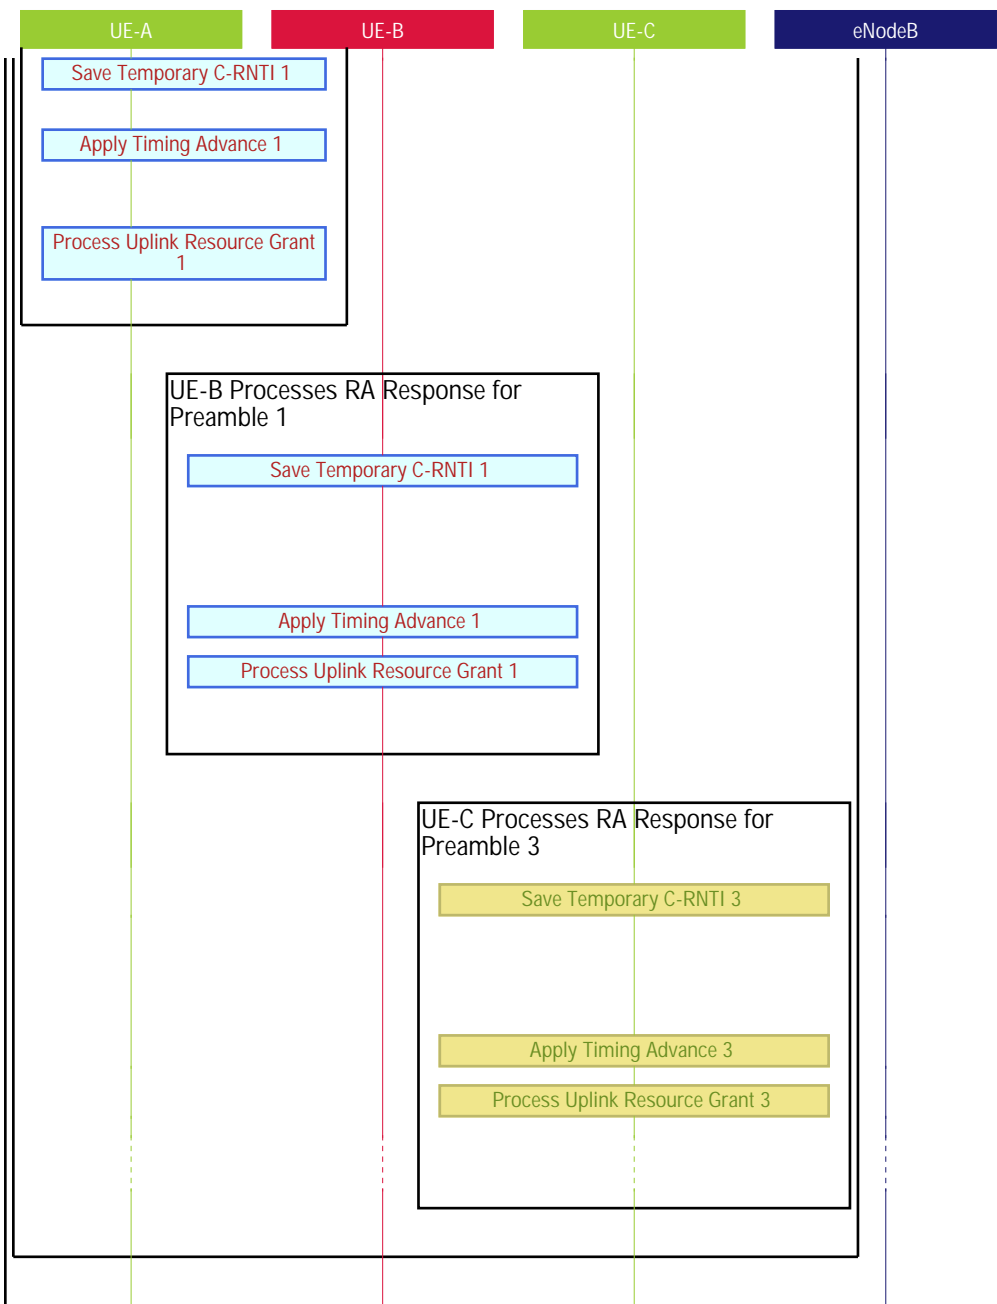 UE-A
UE-B
UE-C
eNodeB
Save Temporary C-RNTI 1
Apply Timing Advance 1
Process Uplink Resource Grant
1
UE-B Processes RA Response for
Preamble 1
Save Temporary C-RNTI 1
Apply Timing Advance 1
Process Uplink Resource Grant 1
UE-C Processes RA Response for
Preamble 3
Save Temporary C-RNTI 3
Apply Timing Advance 3
Process Uplink Resource Grant 3